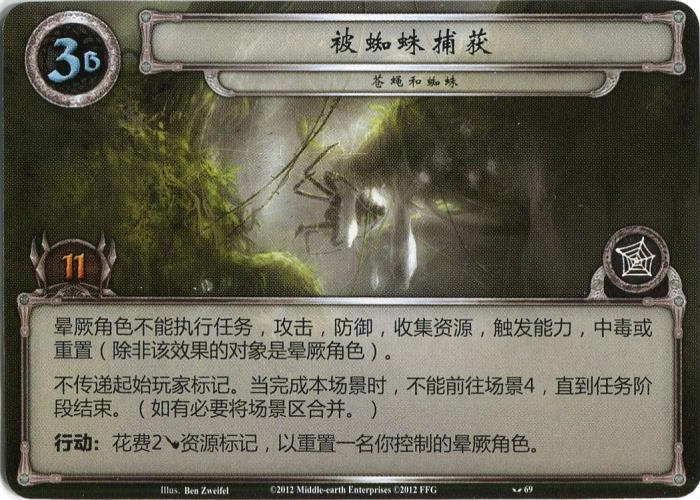 3B
被蜘蛛捕获
苍蝇和蜘蛛
11
晕厥角色不能执行任务，攻击，防御，收集资源，触发能力，中毒或
重置（除非该效果的对象是晕厥角色）。
不传递起始玩家标记。当完成本场景时，不能前往场景4，直到任务阶
段结束。（如有必要将场景区合并。）
行动：花费2资源标记，以重置一名你控制的晕厥角色。
Illus. Ben Zweifel ©2012 Middle-earth Enterprises ©2012 FFG 69